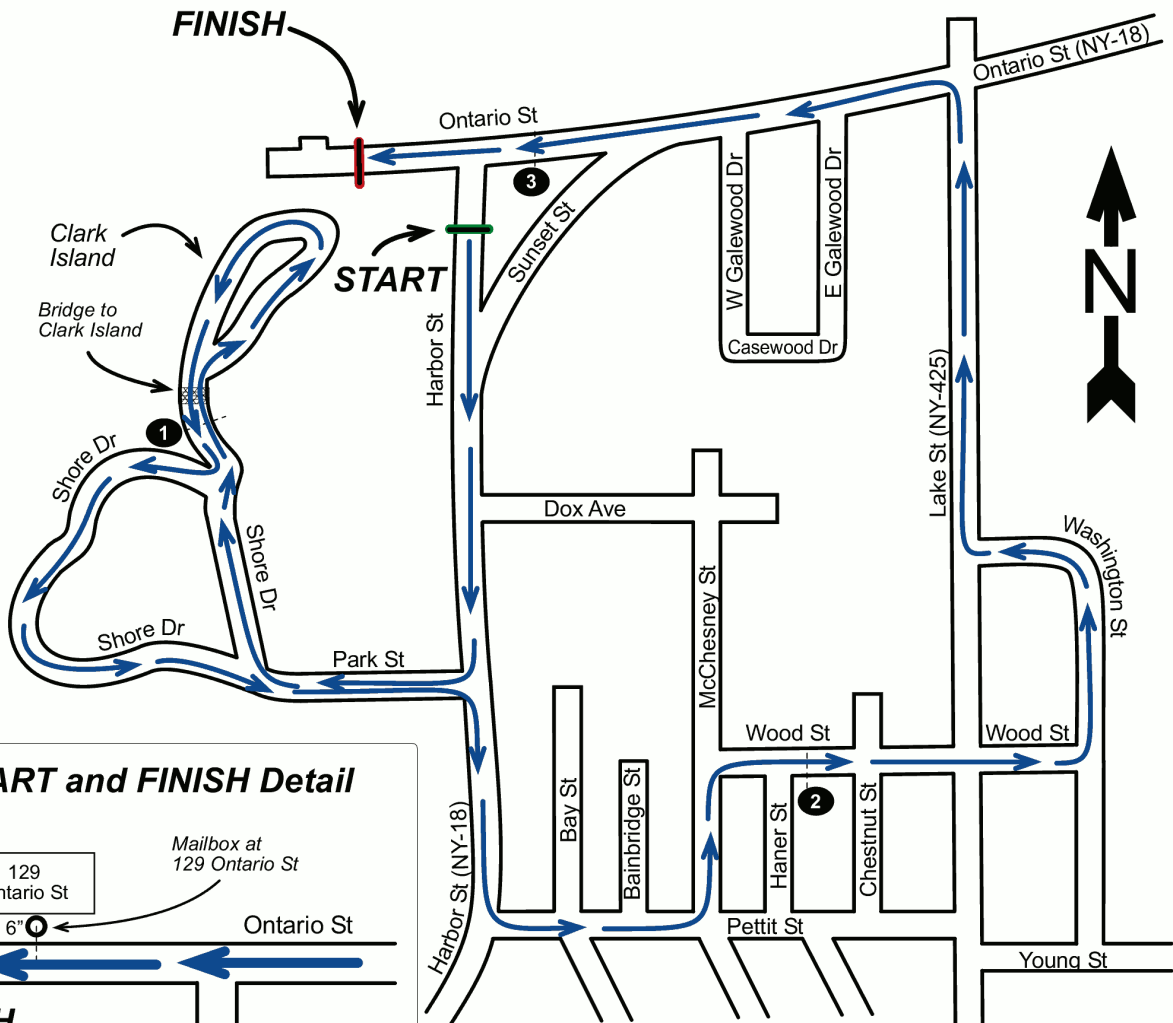 FINISH
Ontario St (NY-18)
Ontario St
3
W Galewood Dr
E Galewood Dr
Sunset St
Clark
Island
START
N
Bridge to
Clark Island
Harbor St
Casewood Dr
Lake St (NY-425)
1
Shore Dr
Dox Ave
Washington St
Shore Dr
McChesney St
Shore Dr
Park St
Wood St
Wood St
ART and FINISH Detail
Bay St
Bainbridge St
2
Haner St
Chestnut St
Harbor St (NY-18)
Mailbox at
129 Ontario St
129
ntario St
6”
Ontario St
Pettit St
Young St
H